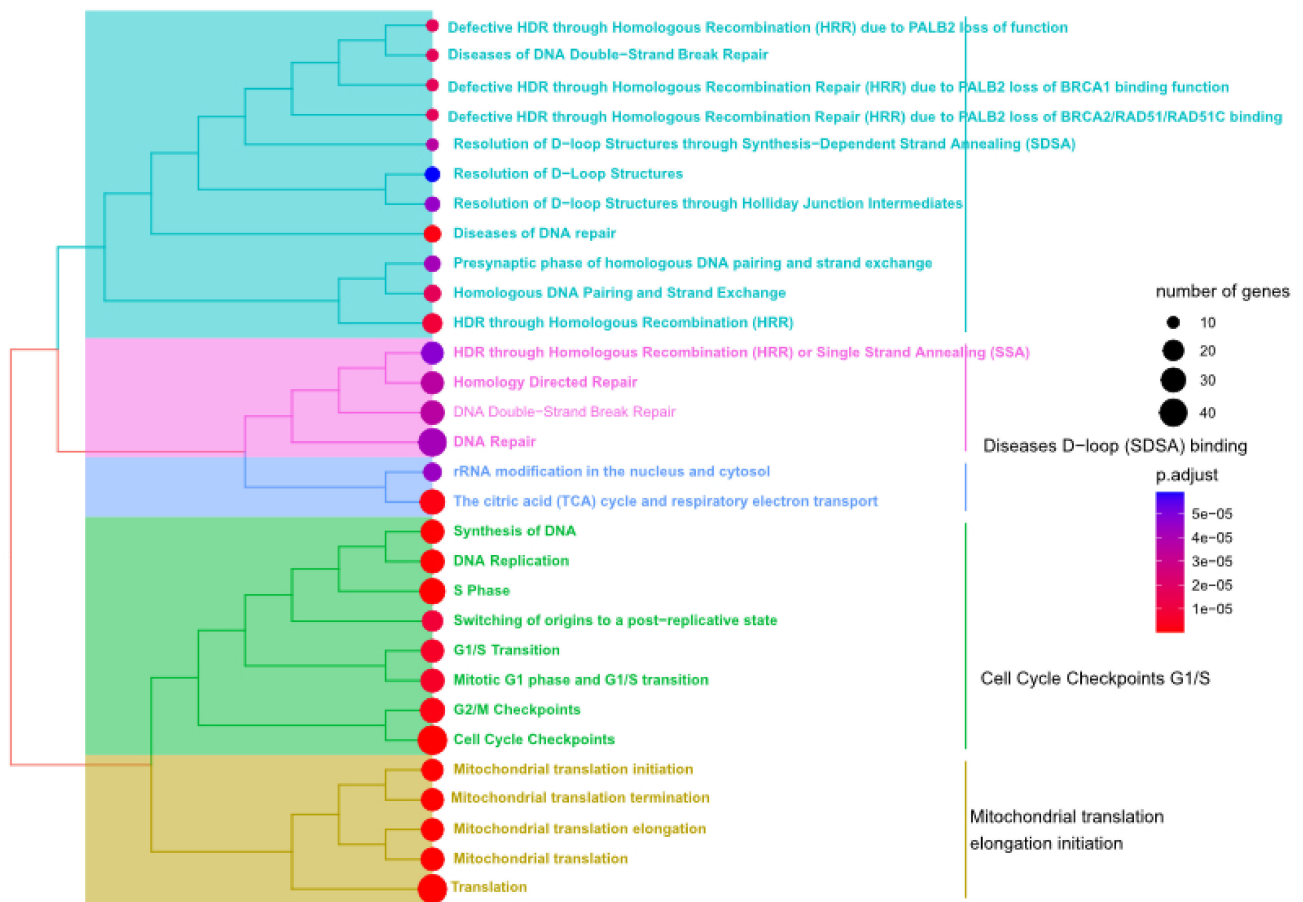 Defective HDR through Homologous Recombination (HRR) due to PALB2 loss of function
Diseases of DNA Double−Strand Break Repair
Defective HDR through Homologous Recombination Repair (HRR) due to PALB2 loss of BRCA1 binding function
Defective HDR through Homologous Recombination Repair (HRR) due to PALB2 loss of BRCA2/RAD51/RAD51C binding
Resolution of D−loop Structures through Synthesis−Dependent Strand Annealing (SDSA)
Resolution of D−Loop Structures
Resolution of D−loop Structures through Holliday Junction Intermediates
Diseases of DNA repair
Presynaptic phase of homologous DNA pairing and strand exchange
Homologous DNA Pairing and Strand Exchange
HDR through Homologous Recombination (HRR)
HDR through Homologous Recombination (HRR) or Single Strand Annealing (SSA)
Homology Directed Repair
DNA Double−Strand Break Repair
DNA Repair
rRNA modification in the nucleus and cytosol
The citric acid (TCA) cycle and respiratory electron transport
Synthesis of DNA
DNA Replication
S Phase
Switching of origins to a post−replicative state
G1/S Transition
Mitotic G1 phase and G1/S transition
G2/M Checkpoints
Cell Cycle Checkpoints
Mitochondrial translation initiation
Mitochondrial translation termination
Mitochondrial translation elongation
Mitochondrial translation
Translation
Diseases D−loop (SDSA) binding
Cell Cycle Checkpoints G1/S
Mitochondrial translation
elongation initiation
number of genes
10
20
30
40
p.adjust
5e−05
4e−05
3e−05
2e−05
1e−05